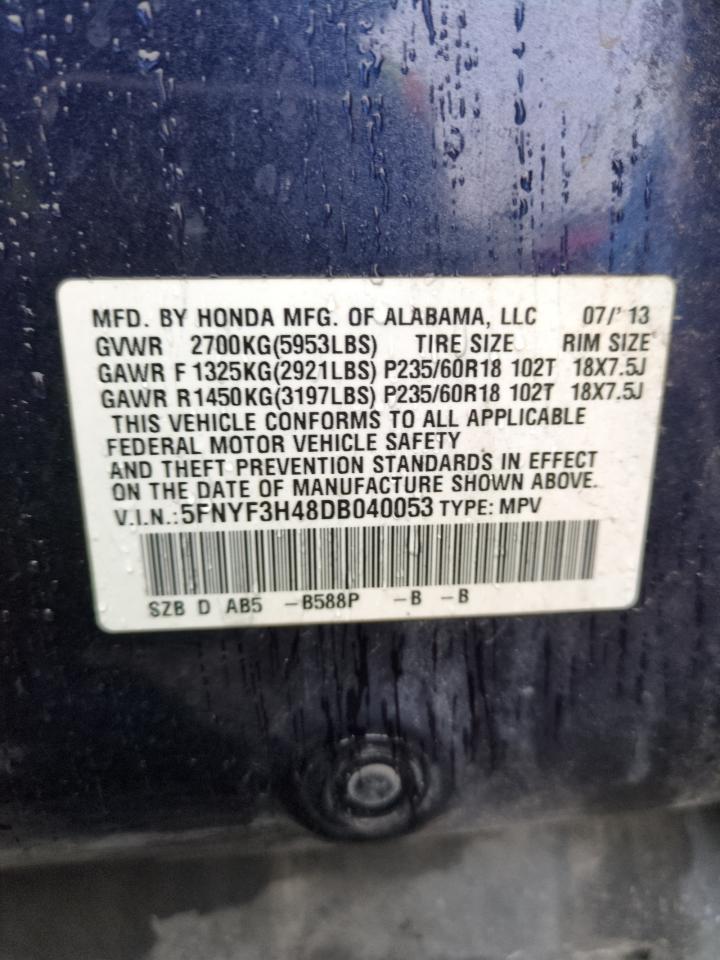 MFD. BY HONDA MFG. OF ALABAMA, LLC 07/'13
GVWR 2700KG(5953LBS) TIRE SIZE RIM SIZE
GAWR F 1325KG(2921LBS) P235/60R18 102T 18X7.5J
GAWR R1450KG(3197LBS) P235/60R18 102T 18X7.5J
THIS VEHICLE CONFORMS TO ALL APPLICABLE
FEDERAL MOTOR VEHICLE SAFETY
AND THEFT PREVENTION STANDARDS IN EFFECT
ON THE DATE OF MANUFACTURE SHOWN ABOVE.
V.I.N.:5FNYF3H48DB040053 TYPE: MPV
SZB D AB5 -B588P -B -B